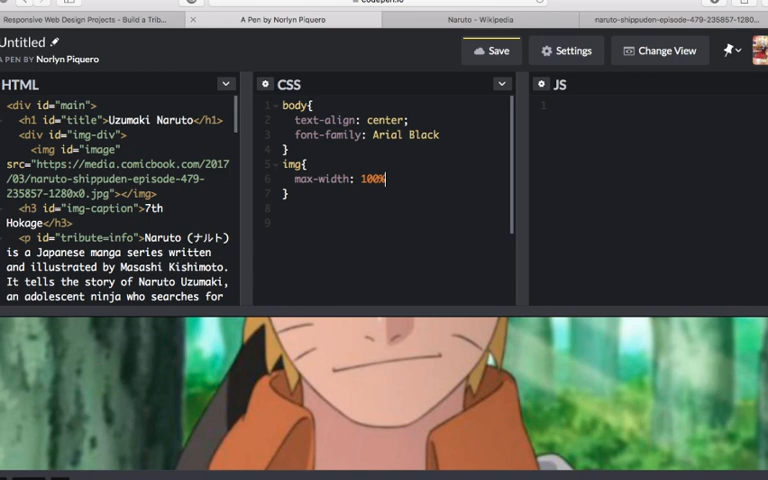 codepen.io
Responsive Web Design Projects - Build a Trib...
A Pen by Norlyn Piquero
Naruto - Wikipedia
naruto-shippuden-episode-479-235857-1280...
Untitled
A PEN BY Norlyn Piquero
Save
Settings
Change View
HTML
<div id="main">
<h1 id="title">Uzumaki Naruto</h1>
<div id="img-div">
<img id="image"
src="https://media.comicbook.com/2017
/03/naruto-shippuden-episode-479-
235857-1280x0.jpg"></img>
<h3 id="img-caption">7th
Hokage</h3>
<p id="tribute=info">Naruto (ナルト)
is a Japanese manga series written
and illustrated by Masashi Kishimoto.
It tells the story of Naruto Uzumaki,
an adolescent ninja who searches for
CSS
1 body{
2 text-align: center;
3 font-family: Arial Black
4 }
5 img{
6 max-width: 100%
7 }
8
9
JS
1